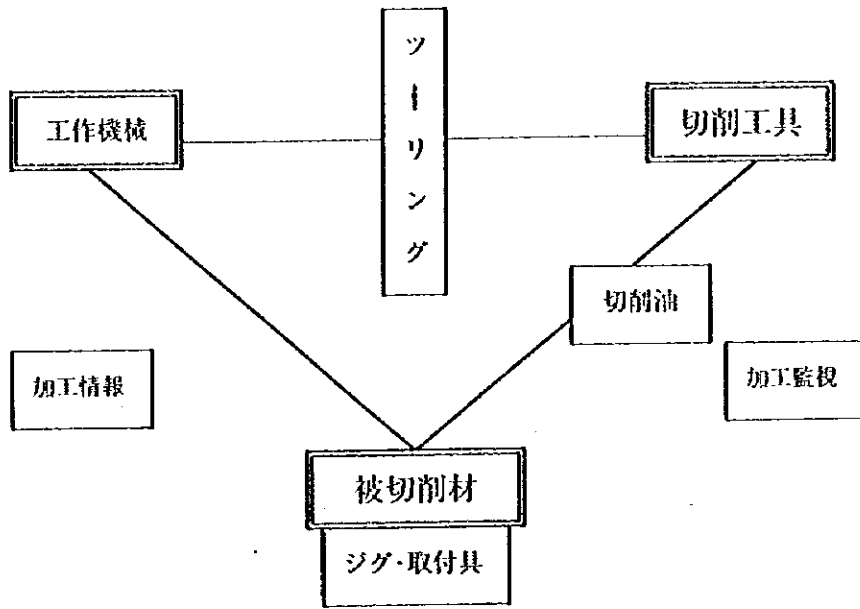 ツーリング
工作機械
切削工具
切削油
加工情報
加工監視
被切削材
ジグ・取付具